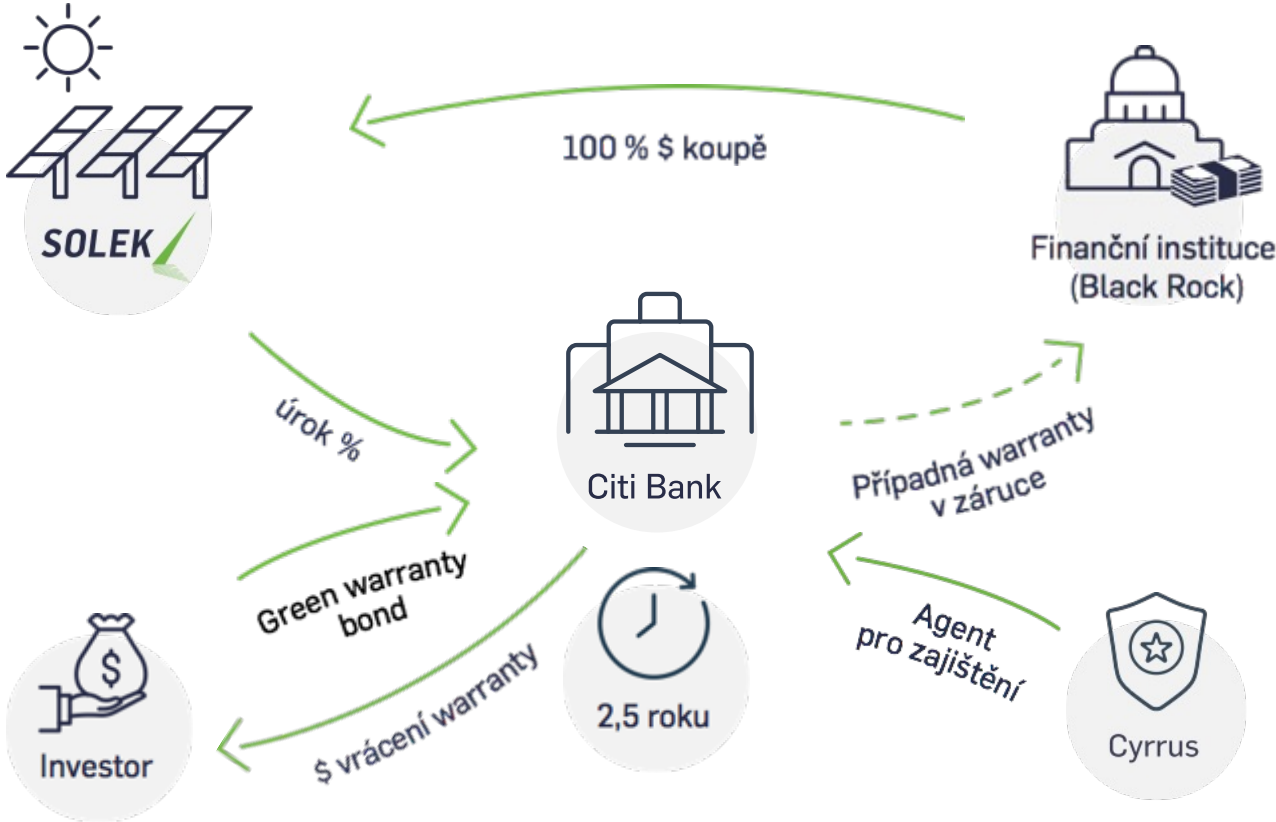 100 % $ koupě
SOLEK
Finanční instituce
(Black Rock)
úrok %
Citi Bank
Případná warranty
v záruce
Green warranty
bond
Agent
pro zajištění
$ vrácení warranty
$
2,5 roku
Investor
Cyrrus